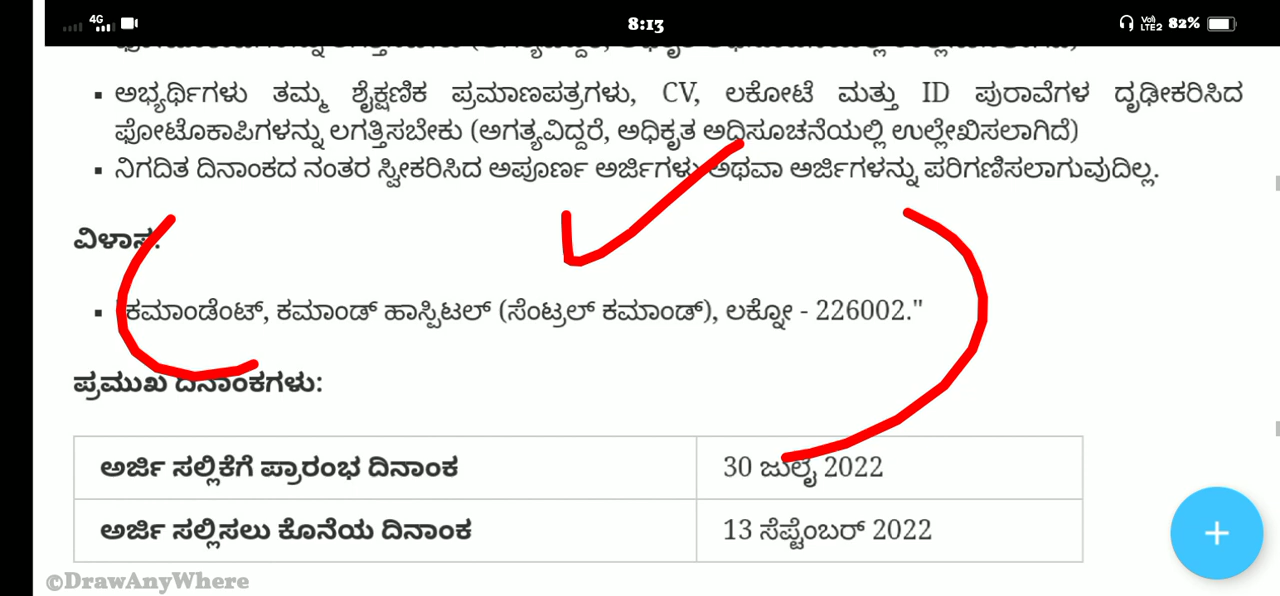 4G 8:13 Vol) LTE2 82%
▪ ಅಭ್ಯರ್ಥಿಗಳು ತಮ್ಮ ಶೈಕ್ಷಣಿಕ ಪ್ರಮಾಣಪತ್ರಗಳು, CV, ಲಕೋಟೆ ಮತ್ತು ID ಪುರಾವೆಗಳ ದೃಢೀಕರಿಸಿದ
ಫೋಟೊಕಾಪಿಗಳನ್ನು ಲಗತ್ತಿಸಬೇಕು (ಅಗತ್ಯವಿದ್ದರೆ, ಅಧಿಕೃತ ಅಧಿಸೂಚನೆಯಲ್ಲಿ ಉಲ್ಲೇಖಿಸಲಾಗಿದೆ)
▪ ನಿಗದಿತ ದಿನಾಂಕದ ನಂತರ ಸ್ವೀಕರಿಸಿದ ಅಪೂರ್ಣ ಅರ್ಜಿಗಳು ಅಥವಾ ಅರ್ಜಿಗಳನ್ನು ಪರಿಗಣಿಸಲಾಗುವುದಿಲ್ಲ.
ವಿಳಾಸ:
▪ "ಕಮಾಂಡೆಂಟ್, ಕಮಾಂಡ್ ಹಾಸ್ಪಿಟಲ್ (ಸೆಂಟ್ರಲ್ ಕಮಾಂಡ್), ಲಕ್ನೋ - 226002."
ಪ್ರಮುಖ ದಿನಾಂಕಗಳು:
ಅರ್ಜಿ ಸಲ್ಲಿಕೆಗೆ ಪ್ರಾರಂಭ ದಿನಾಂಕ 30 ಜುಲೈ 2022
ಅರ್ಜಿ ಸಲ್ಲಿಸಲು ಕೊನೆಯ ದಿನಾಂಕ 13 ಸೆಪ್ಟೆಂಬರ್ 2022
©DrawAnyWhere